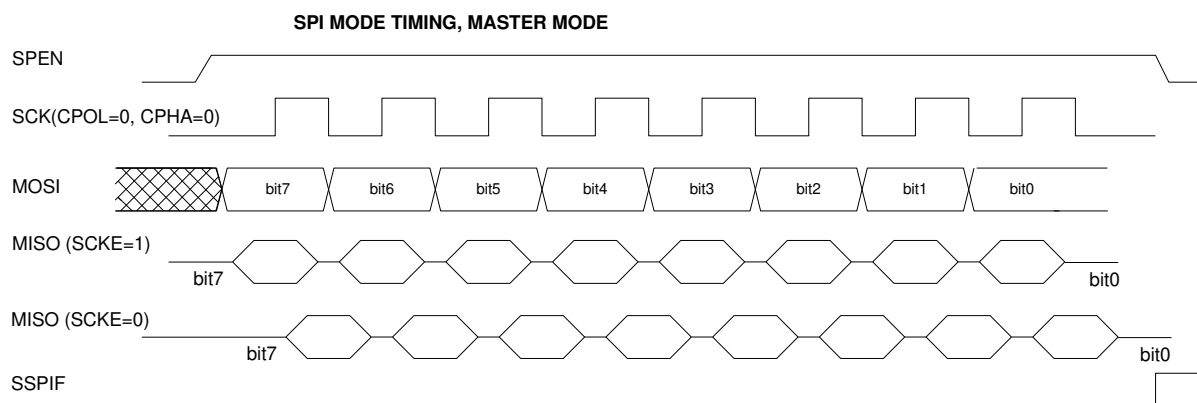 SPI MODE TIMING, MASTER MODE
SPEN
SCK(CPOL=0, CPHA=0)
MOSI
bit7 bit6 bit5 bit4 bit3 bit2 bit1 bit0
MISO (SCKE=1)
bit7 bit0
MISO (SCKE=0)
bit7 bit0
SSPIF